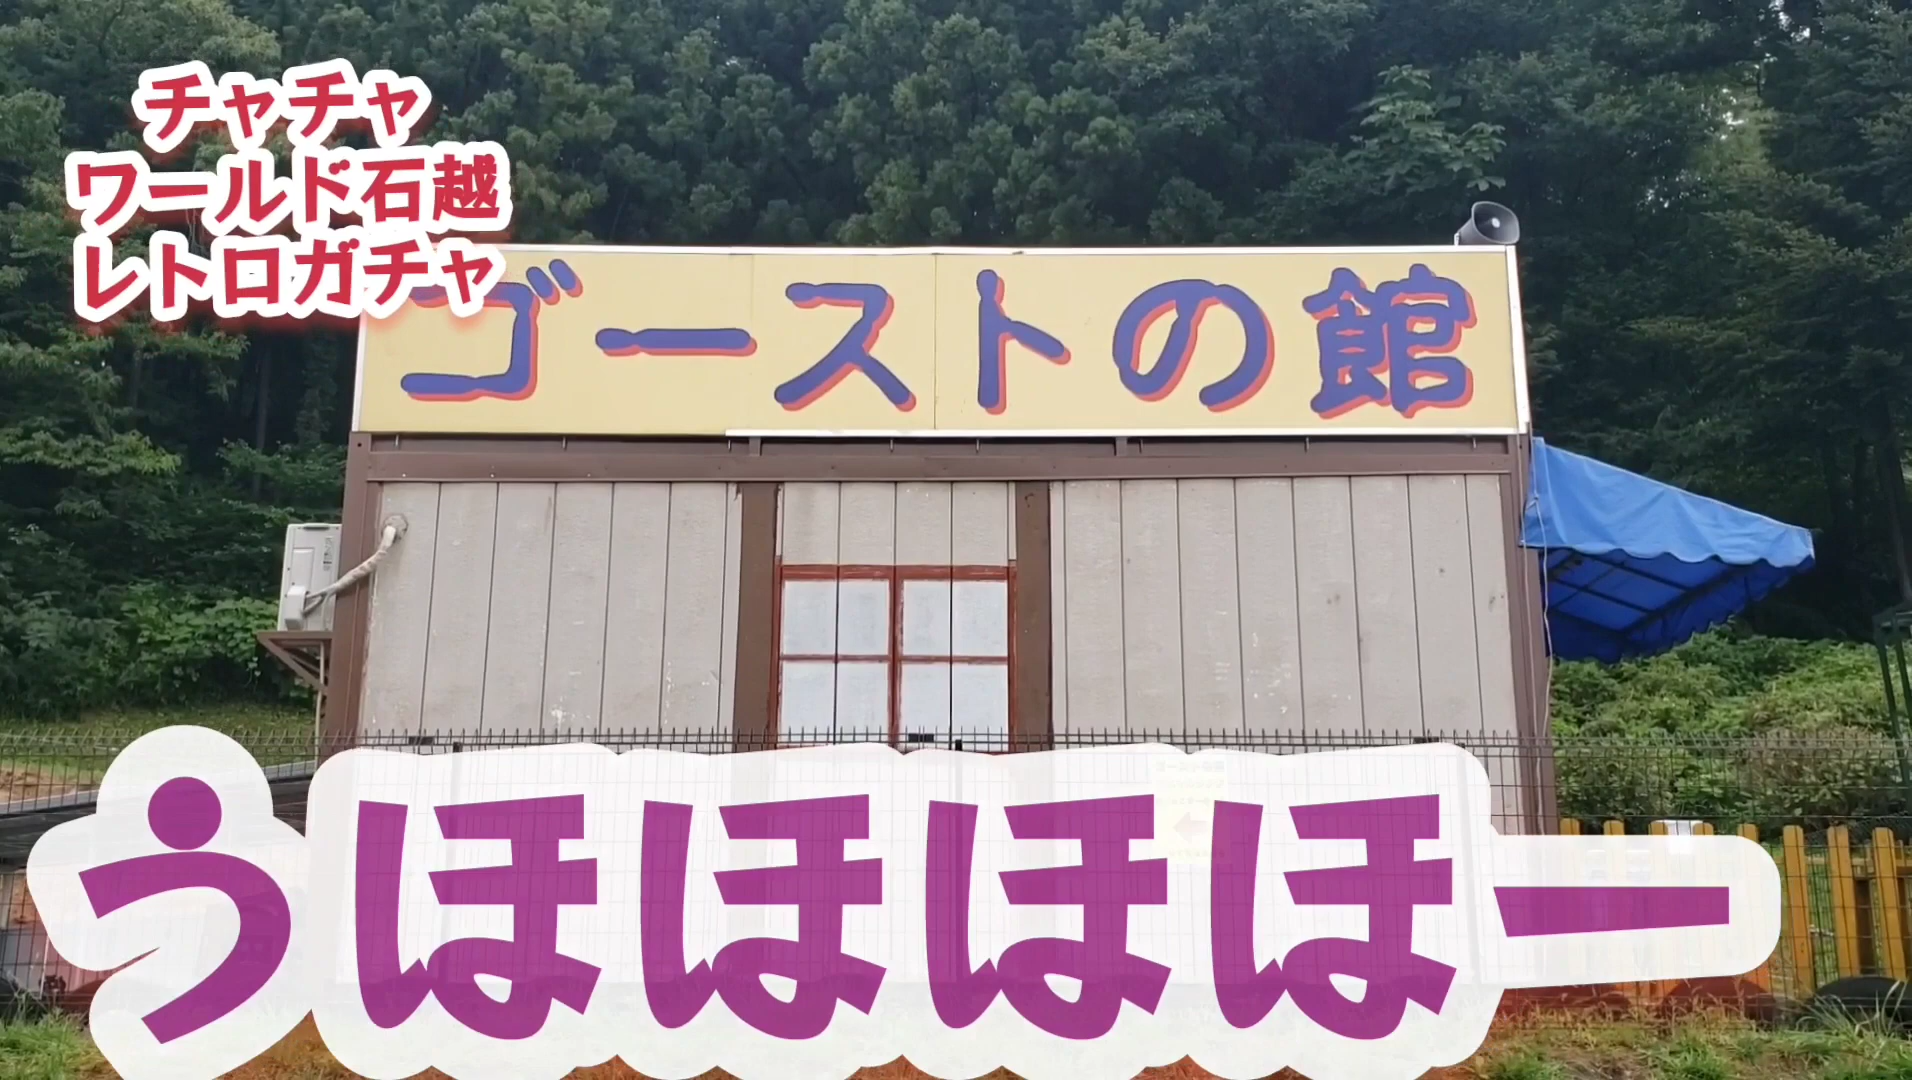 チャチャ
ワールド石越
レトロガチャ
ゴーストの館
うほほほほー